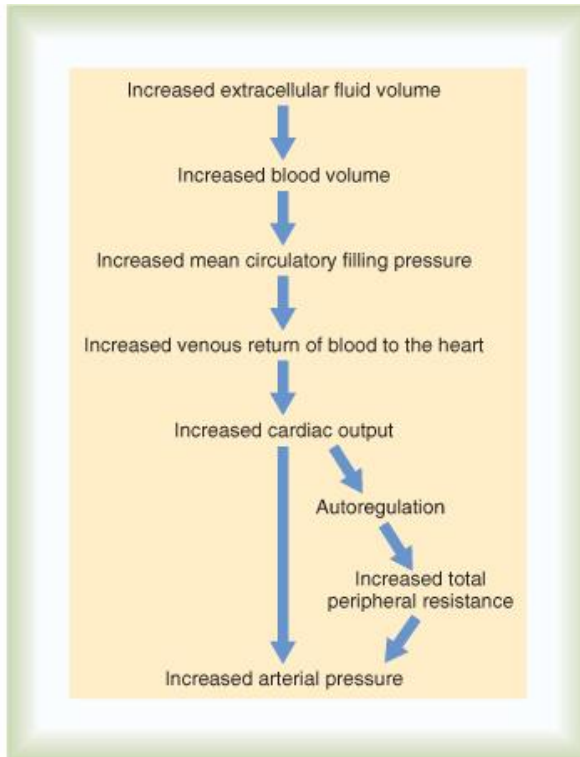 Increased extracellular fluid volume
Increased blood volume
Increased mean circulatory filling pressure
Increased venous return of blood to the heart
Increased cardiac output
Autoregulation
Increased total
peripheral resistance
Increased arterial pressure